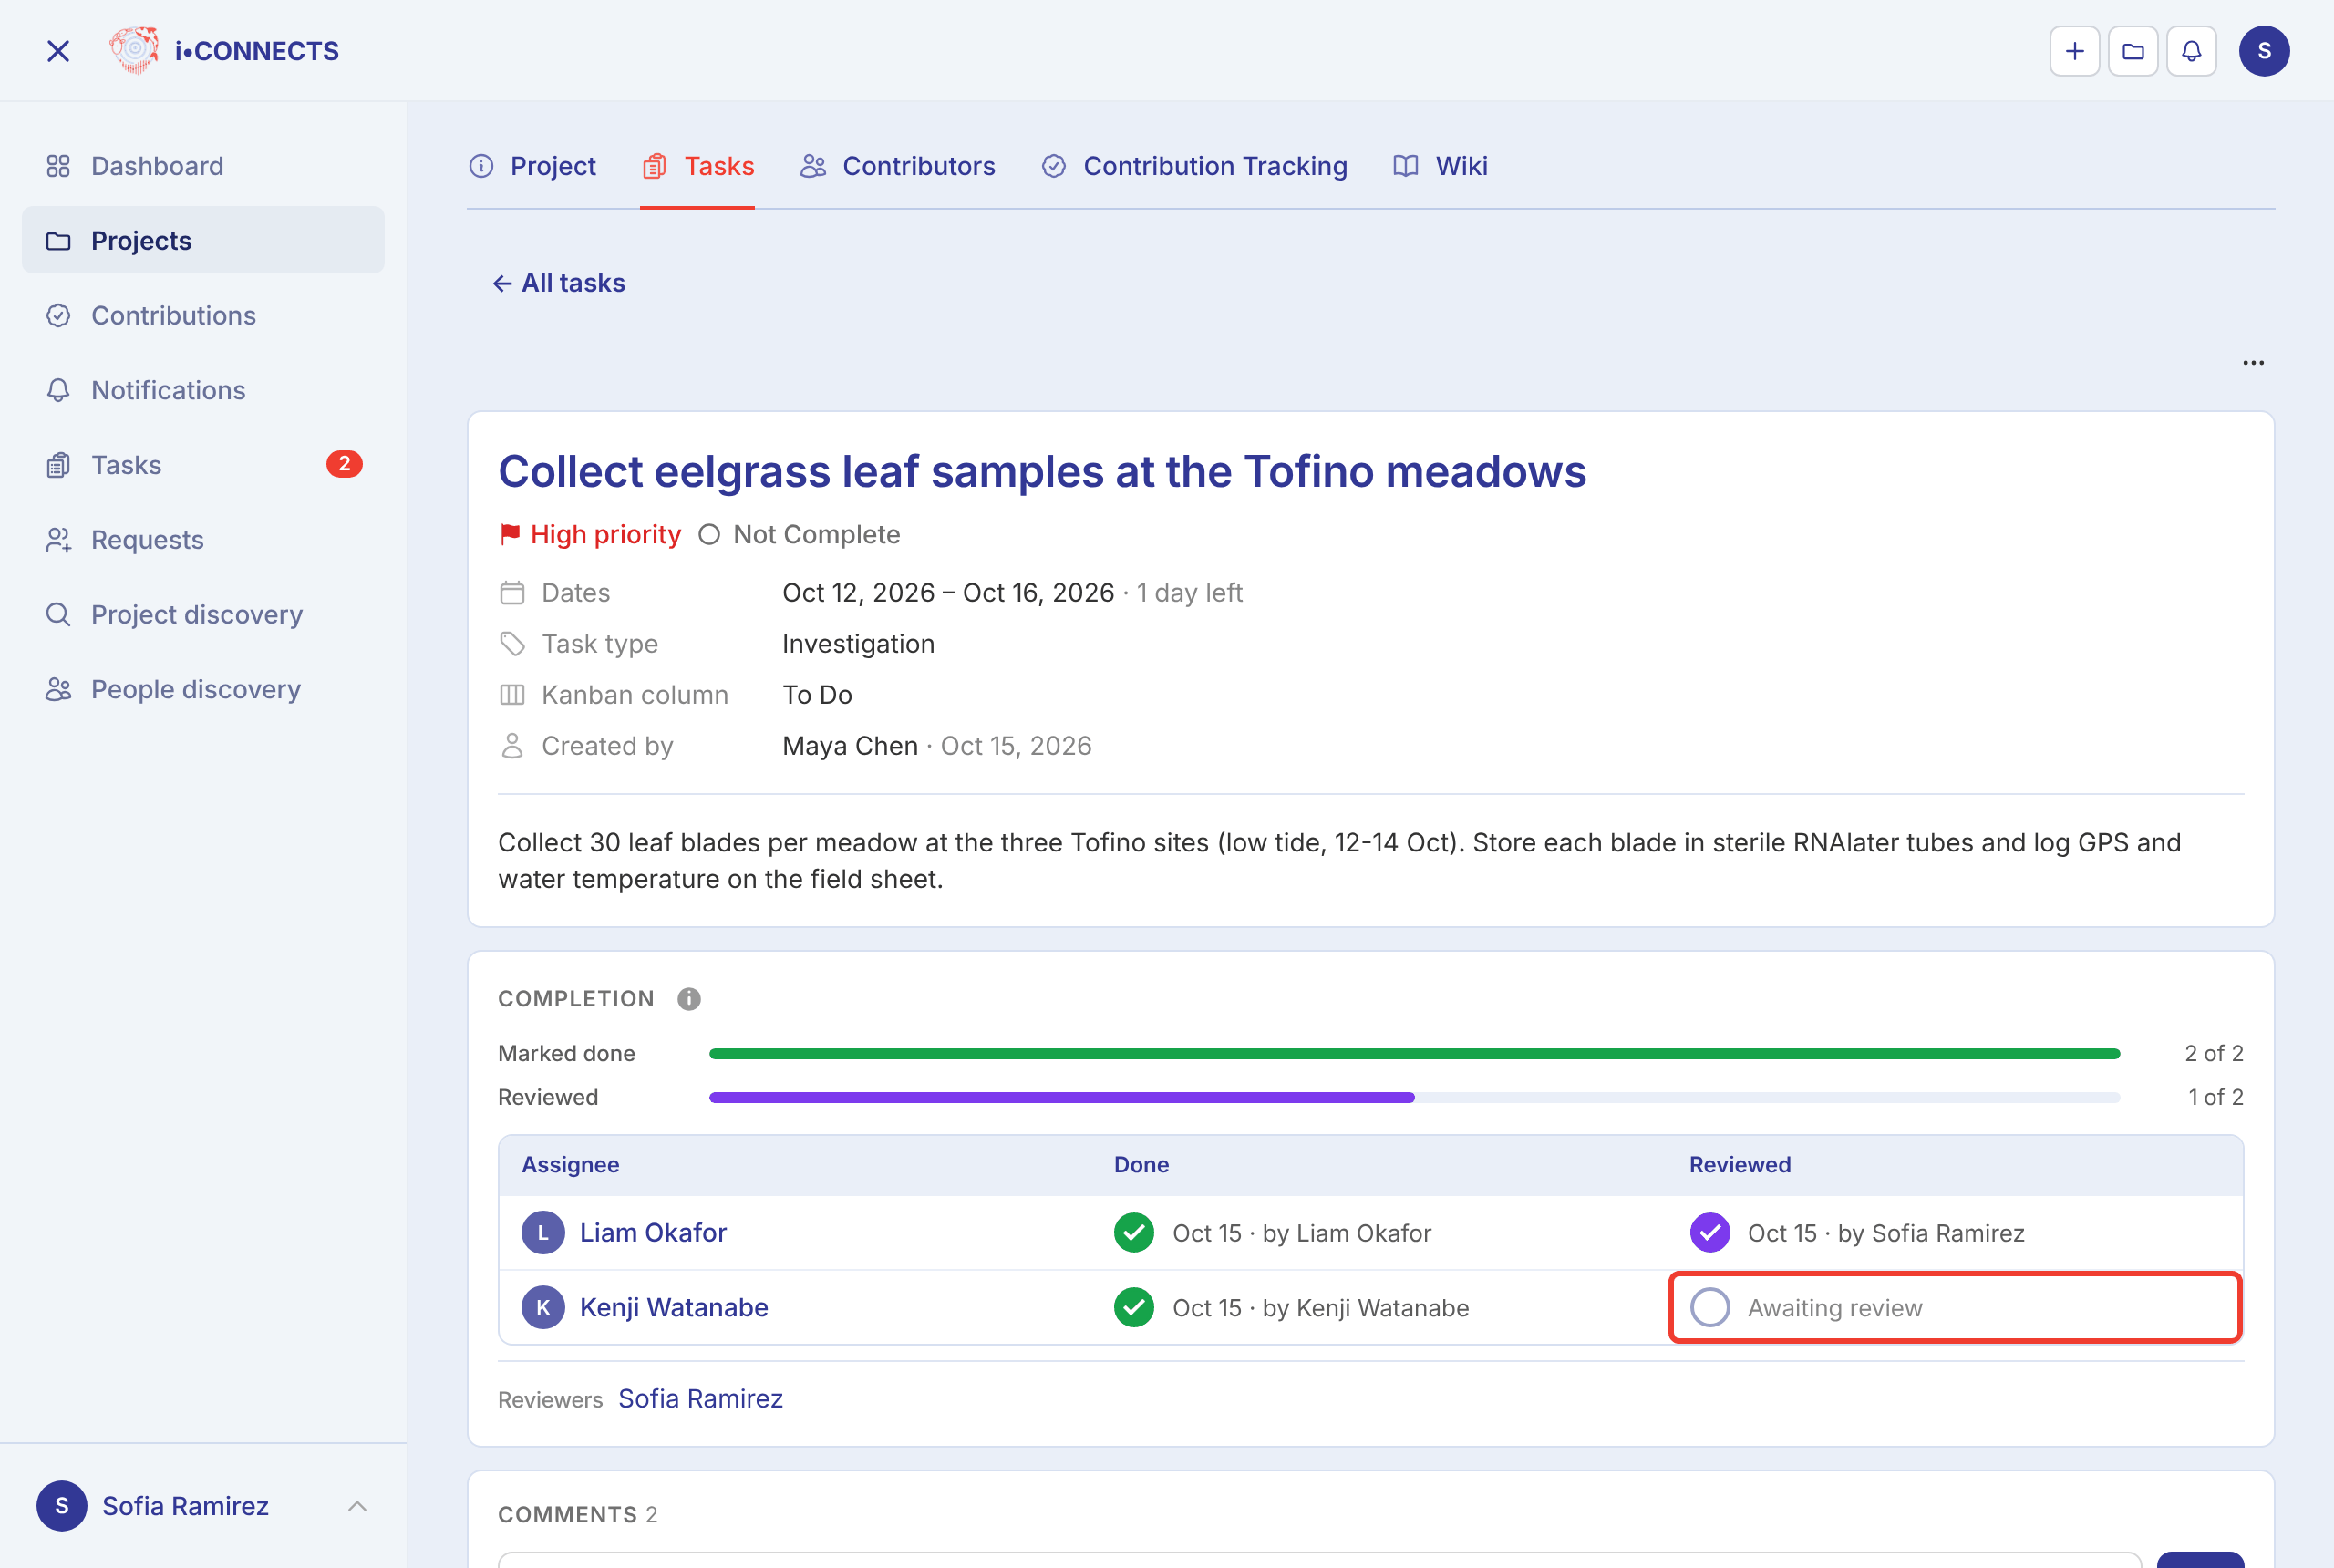 i•CONNECTS
S
Dashboard
Projects
Contributions
Notifications
Tasks 2
Requests
Project discovery
People discovery
S Sofia Ramirez
Project Tasks Contributors Contribution Tracking Wiki
← All tasks
...
Collect eelgrass leaf samples at the Tofino meadows
High priority Not Complete
Dates Oct 12, 2026 – Oct 16, 2026 · 1 day left
Task type Investigation
Kanban column To Do
Created by Maya Chen · Oct 15, 2026
Collect 30 leaf blades per meadow at the three Tofino sites (low tide, 12-14 Oct). Store each blade in sterile RNAlater tubes and log GPS and
water temperature on the field sheet.
COMPLETION
Marked done 2 of 2
Reviewed 1 of 2
Assignee Done Reviewed
L Liam Okafor Oct 15 · by Liam Okafor Oct 15 · by Sofia Ramirez
K Kenji Watanabe Oct 15 · by Kenji Watanabe Awaiting review
Reviewers Sofia Ramirez
COMMENTS 2